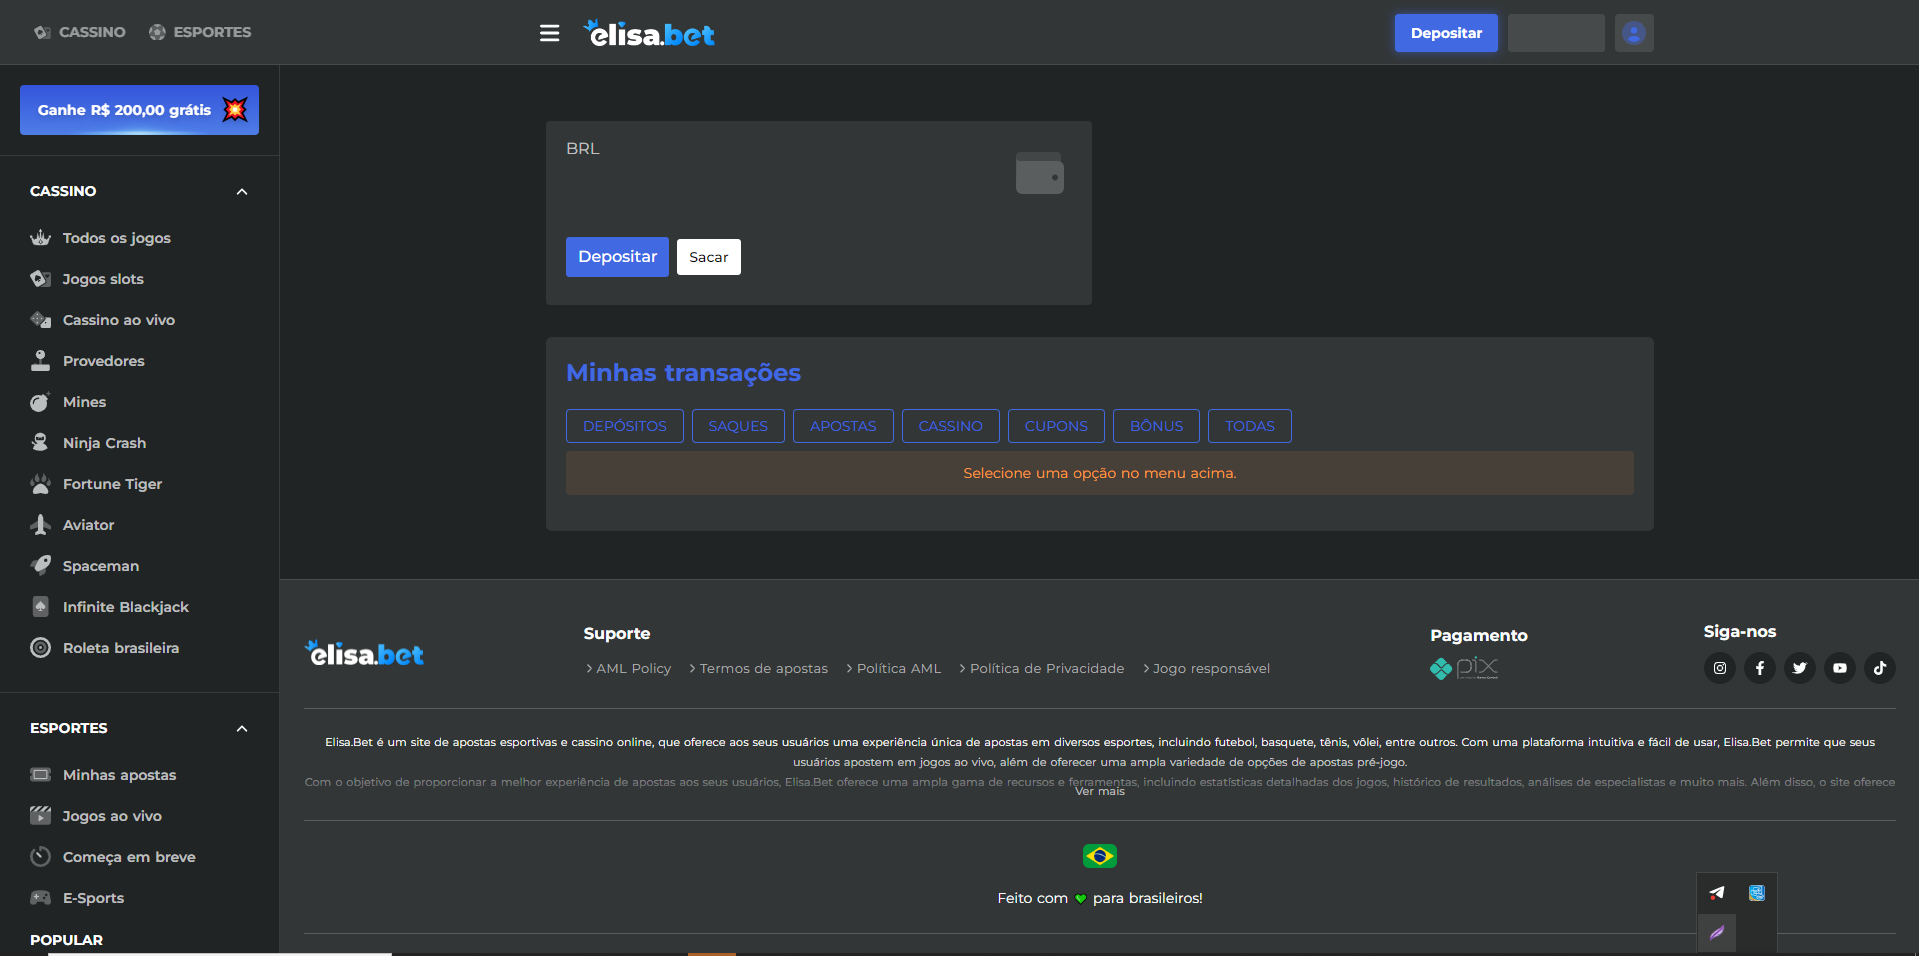 CASSINO
ESPORTES
elisa.bet
Depositar
Ganhe R$ 200,00 grátis
CASSINO
Todos os jogos
Jogos slots
Cassino ao vivo
Provedores
Mines
Ninja Crash
Fortune Tiger
Aviator
Spaceman
Infinite Blackjack
Roleta brasileira
ESPORTES
Minhas apostas
Jogos ao vivo
Começa em breve
E-Sports
POPULAR
BRL
Depositar
Sacar
Minhas transações
DEPÓSITOS
SAQUES
APOSTAS
CASSINO
CUPONS
BÔNUS
TODAS
Selecione uma opção no menu acima.
elisa.bet
Suporte
AML Policy
Termos de apostas
Política AML
Política de Privacidade
Jogo responsável
Pagamento
pix
Siga-nos
Elisa.Bet é um site de apostas esportivas e cassino online, que oferece aos seus usuários uma experiência única de apostas em diversos esportes, incluindo futebol, basquete, tênis, vôlei, entre outros. Com uma plataforma intuitiva e fácil de usar, Elisa.Bet permite que seus
usuários apostem em jogos ao vivo, além de oferecer uma ampla variedade de opções de apostas pré-jogo.
Com o objetivo de proporcionar a melhor experiência de apostas aos seus usuários, Elisa.Bet oferece uma ampla gama de recursos e ferramentas, incluindo estatísticas detalhadas dos jogos, histórico de resultados, análises de especialistas e muito mais. Além disso, o site oferece
Ver mais
Feito com para brasileiros!